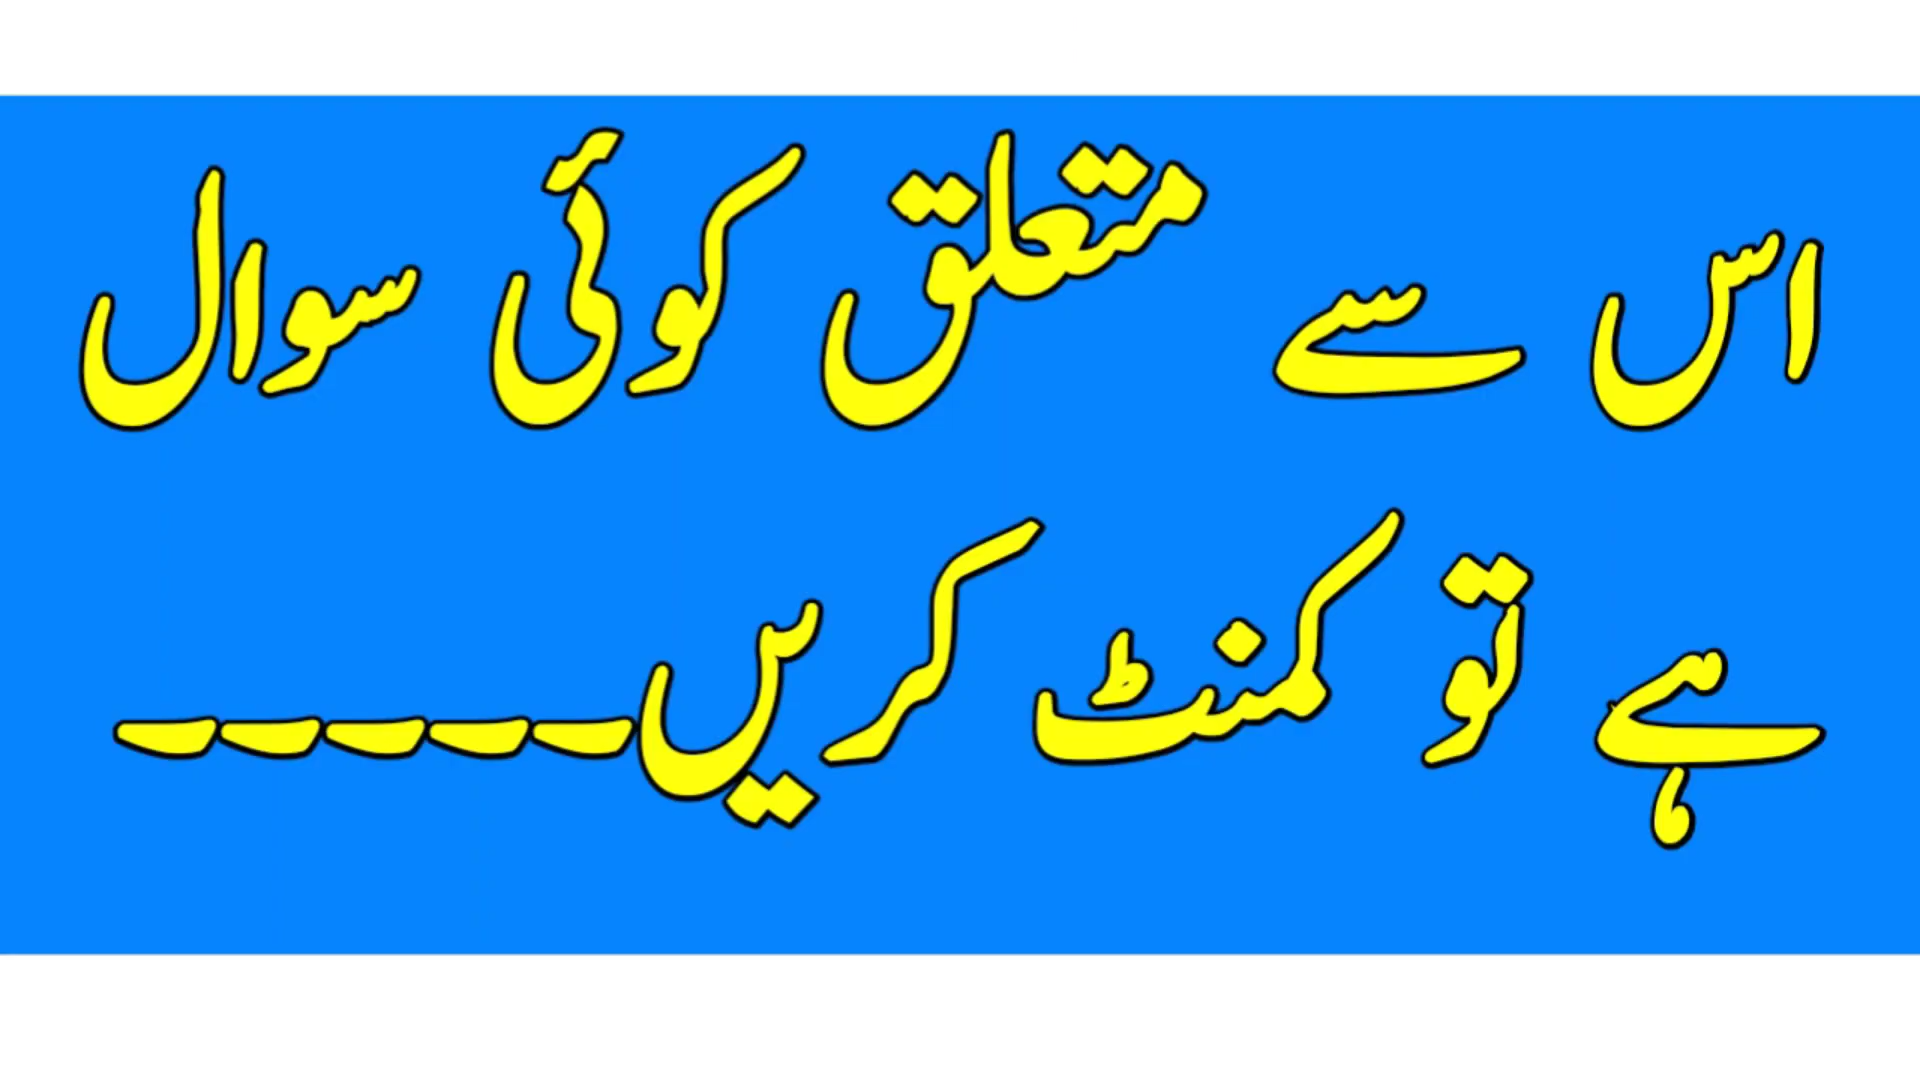 اس سے متعلق کوئی سوال
ہے تو کمنٹ کریں۔۔۔۔۔